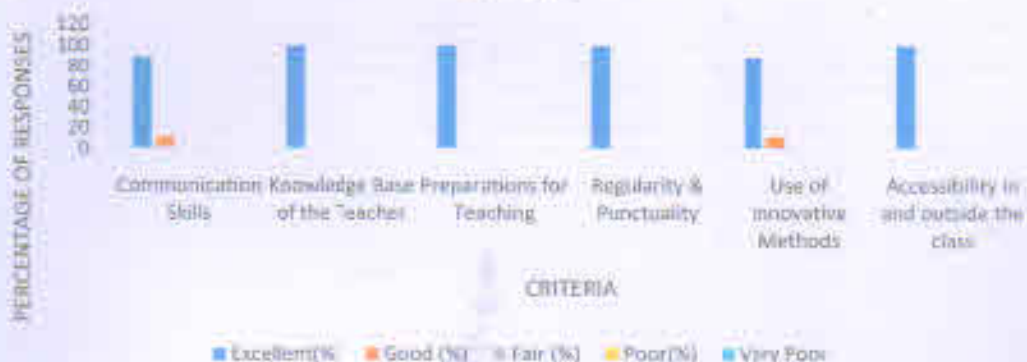 120
100
80
60
40
20
0
PERCENTAGE OF RESPONSES
Communication Skills
Knowledge Base of the Teacher
Preparations for Teaching
Regularity & Punctuality
Use of Innovative Methods
Accessibility in and outside the class
CRITERIA
Excellent(% Good (%) Fair (%) Poor(%) Very Poor